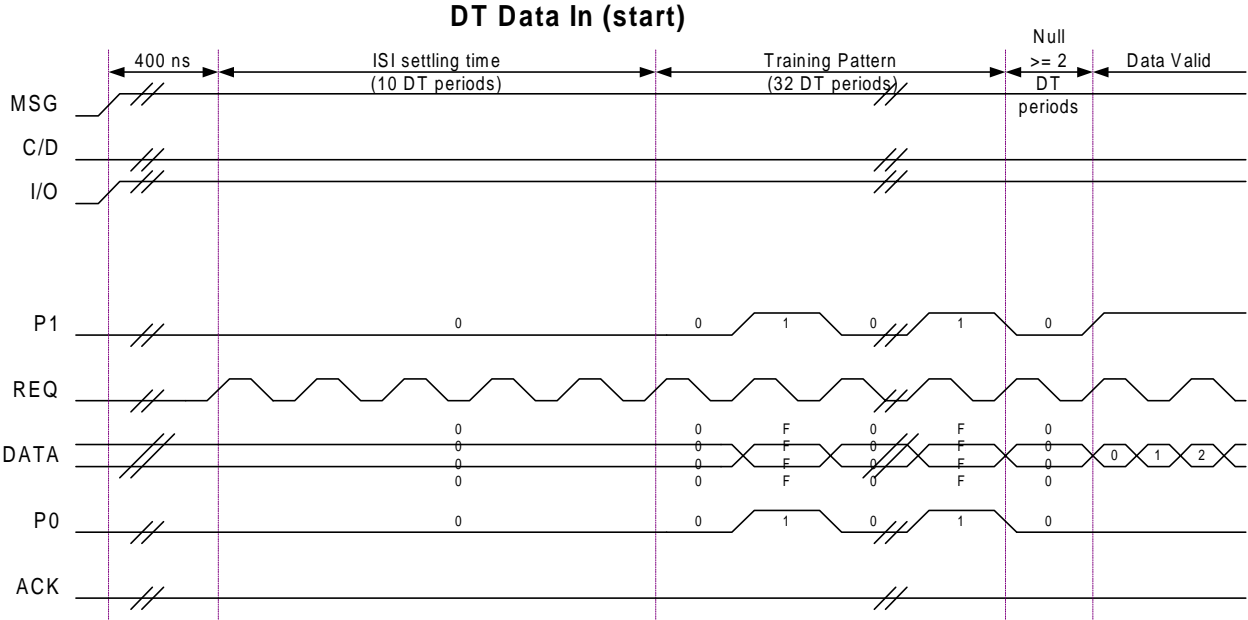 DT Data In (start)
Null
400 ns ISI settling time Training Pattern >= 2 Data Valid
(10 DT periods) (32 DT periods) DT
MSG periods
C/D
I/O
P1 0 0 1 0 1 0
REQ
0 0 F 0 F 0
0 0 F 0 F 0
DATA 0 1 2
0 0 F 0 F 0
0 0 F 0 F 0
P0 0 0 1 0 1 0
ACK